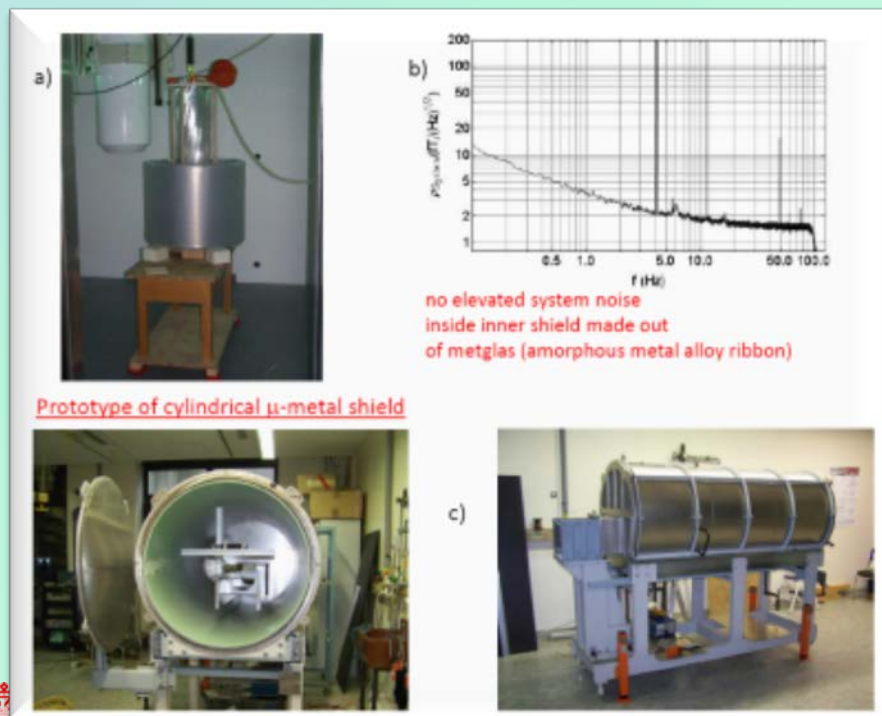 a)
b)
200
100
50
20
10
5
2
1
0.5 1.0 5.0 10.0 50.0 100.0
f (Hz)
no elevated system noise
inside inner shield made out
of metglas (amorphous metal alloy ribbon)
Prototype of cylindrical μ-metal shield
c)